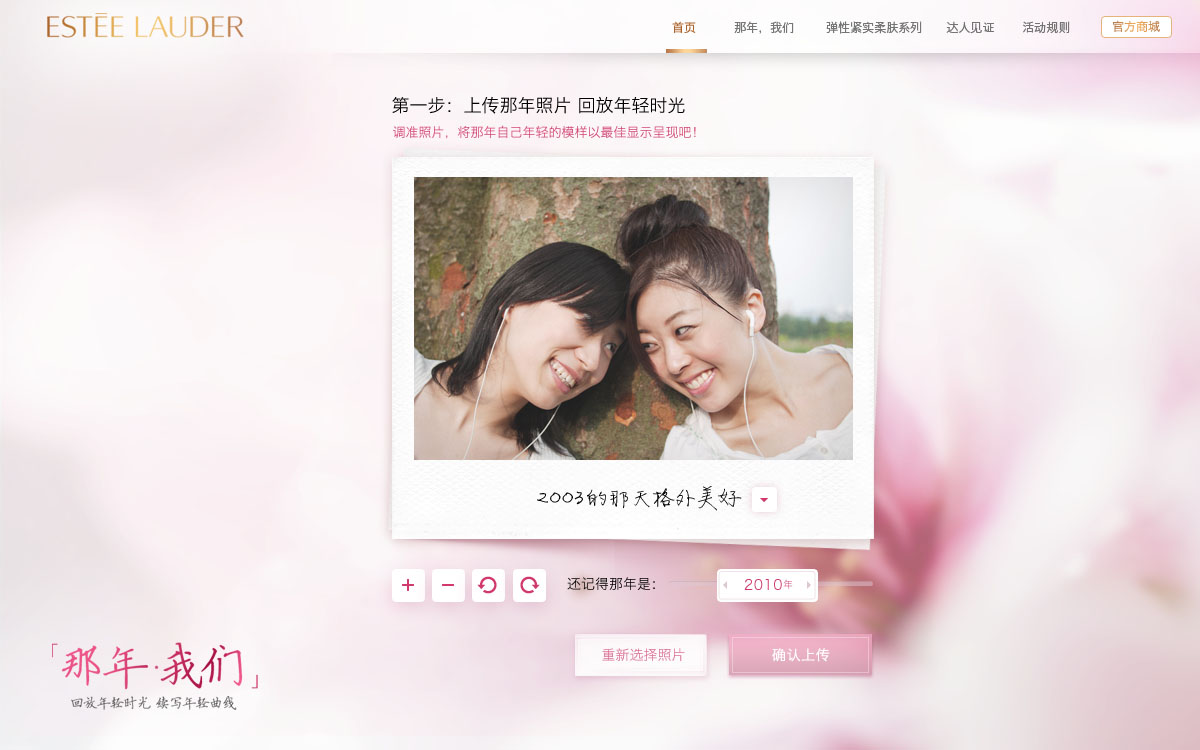 ESTĒE LAUDER
首页 那年，我们 弹性紧实柔肤系列 达人见证 活动规则 官方商城
第一步：上传那年照片 回放年轻时光
调准照片，将那年自己年轻的模样以最佳显示呈现吧！
2003的那天格外美好
还记得那年是： 2010年
重新选择照片 确认上传
「那年·我们」
回放年轻时光 续写年轻曲线